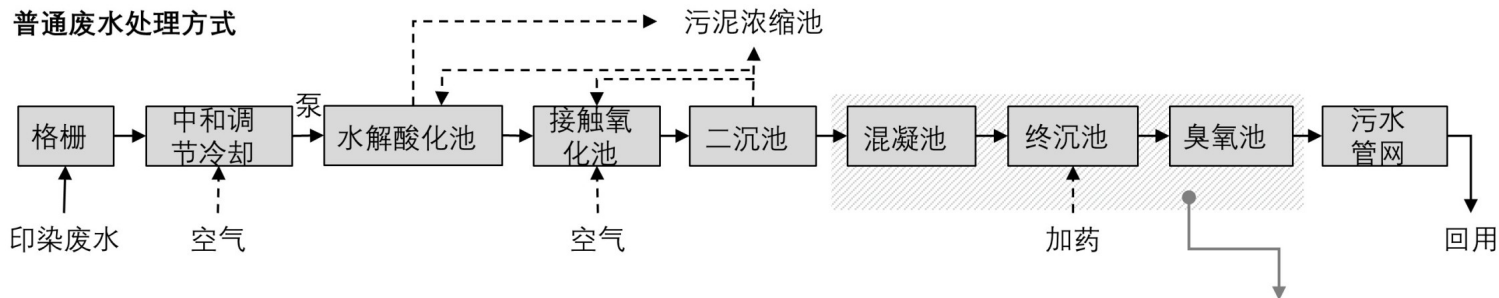 普通废水处理方式
污泥浓缩池
格栅
中和调
节冷却
泵
水解酸化池
接触氧
化池
二沉池
混凝池
终沉池
臭氧池
污水
管网
印染废水
空气
空气
加药
回用